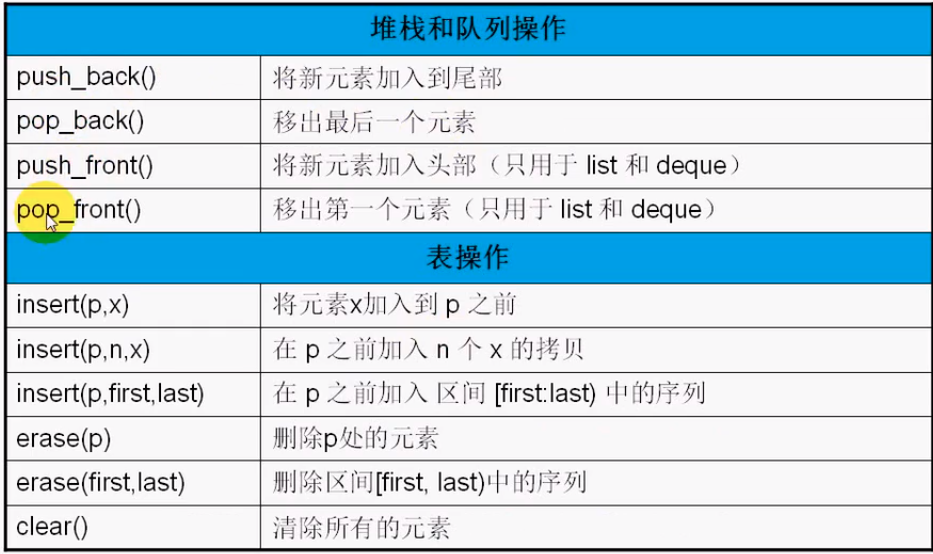 堆栈和队列操作
push_back() 将新元素加入到尾部
pop_back() 移出最后一个元素
push_front() 将新元素加入头部（只用于 list 和 deque）
pop_front() 移出第一个元素（只用于 list 和 deque）
表操作
insert(p,x) 将元素x加入到 p 之前
insert(p,n,x) 在 p 之前加入 n 个 x 的拷贝
insert(p,first,last) 在 p 之前加入 区间 [first:last) 中的序列
erase(p) 删除p处的元素
erase(first,last) 删除区间[first, last)中的序列
clear() 清除所有的元素